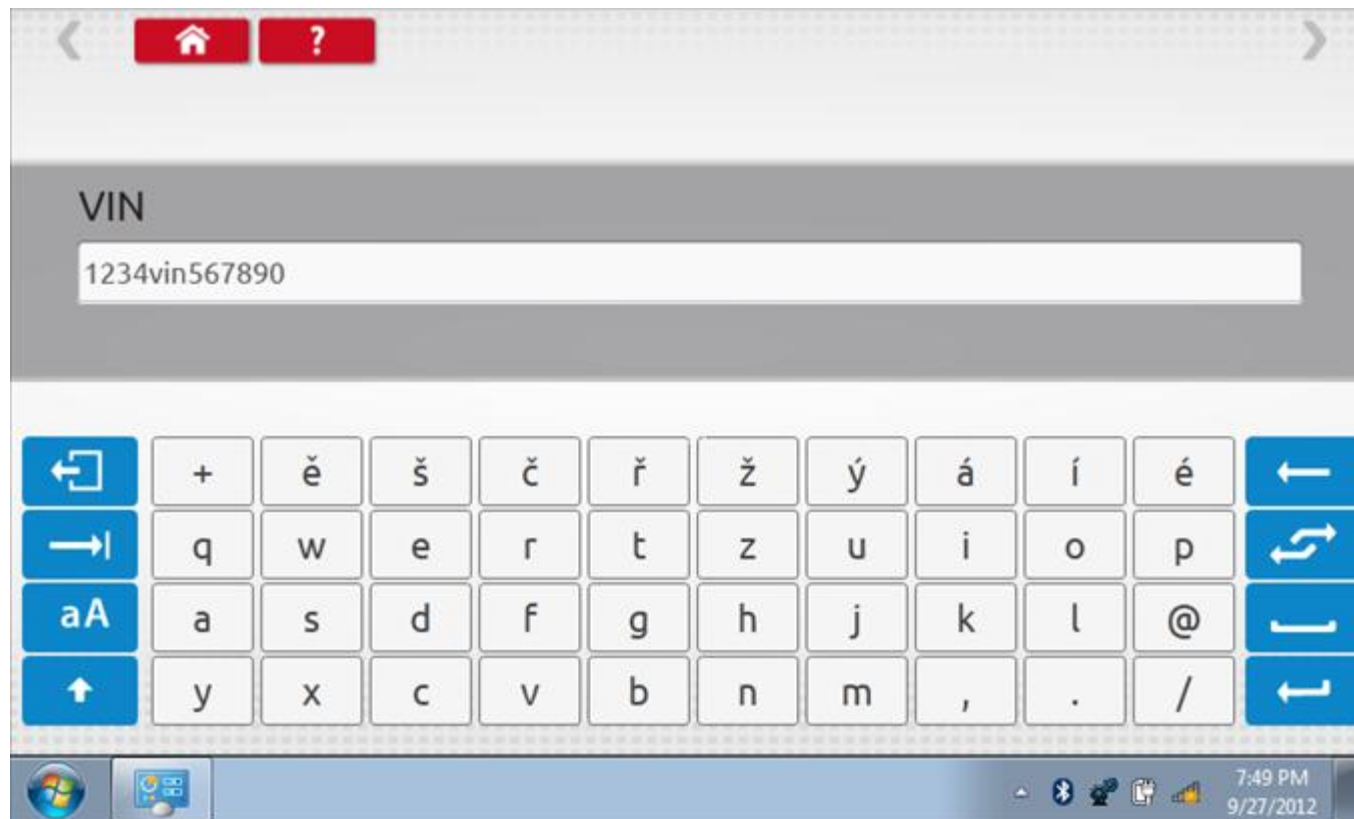 ?
VIN
1234vin567890
+ ě š č ř ž ý á í é
q w e r t z u i o p
aA a s d f g h j k l @
y x c v b n m , . /
7:49 PM
9/27/2012